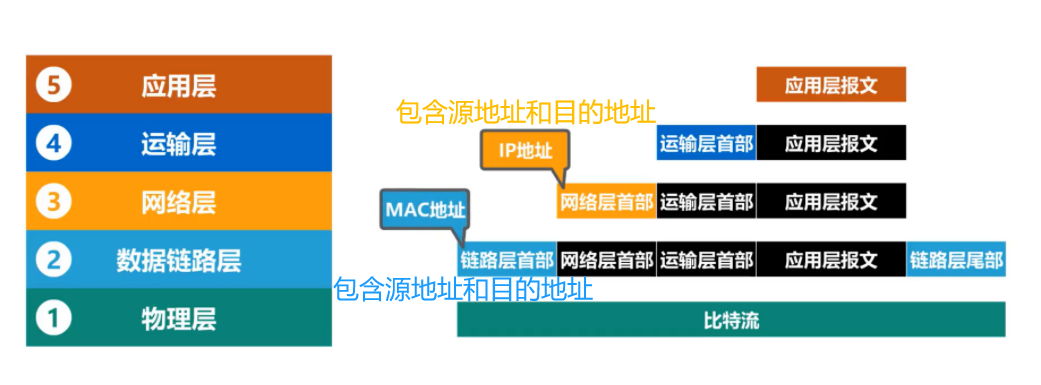 5 应用层 应用层报文
包含源地址和目的地址
4 运输层 IP地址 运输层首部 应用层报文
3 网络层 MAC地址 网络层首部 运输层首部 应用层报文
2 数据链路层 链路层首部 网络层首部 运输层首部 应用层报文 链路层尾部
包含源地址和目的地址
1 物理层 比特流